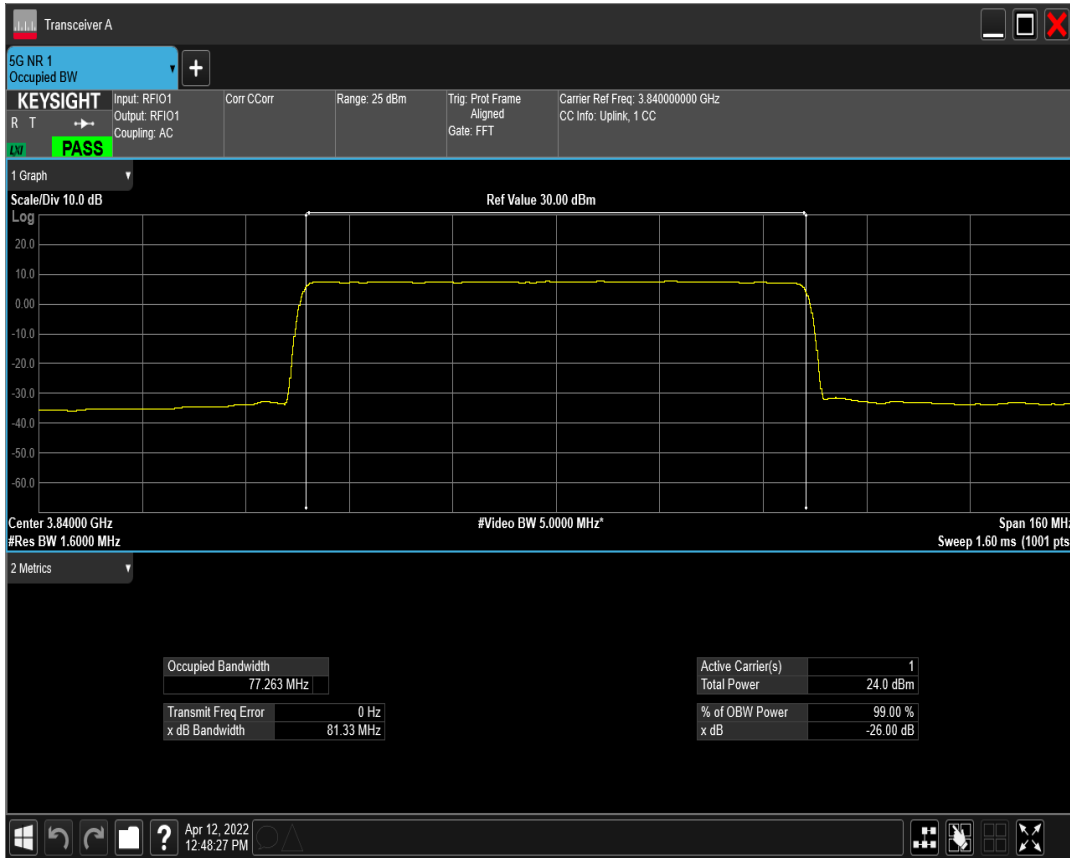 Transceiver A
5G NR 1
Occupied BW
KEYSIGHT
R T
LXI
PASS
Input: RFIO1
Output: RFIO1
Coupling: AC
Corr CCorr
Range: 25 dBm
Trig: Prot Frame
Aligned
Gate: FFT
Carrier Ref Freq: 3.840000000 GHz
CC Info: Uplink, 1 CC
1 Graph
Scale/Div 10.0 dB
Ref Value 30.00 dBm
Log
20.0
10.0
0.00
-10.0
-20.0
-30.0
-40.0
-50.0
-60.0
Center 3.84000 GHz
#Video BW 5.0000 MHz*
Span 160 MHz
#Res BW 1.6000 MHz
Sweep 1.60 ms (1001 pts
2 Metrics
Occupied Bandwidth
77.263 MHz
Transmit Freq Error 0 Hz
x dB Bandwidth 81.33 MHz
Active Carrier(s) 1
Total Power 24.0 dBm
% of OBW Power 99.00 %
x dB -26.00 dB
Apr 12, 2022
12:48:27 PM